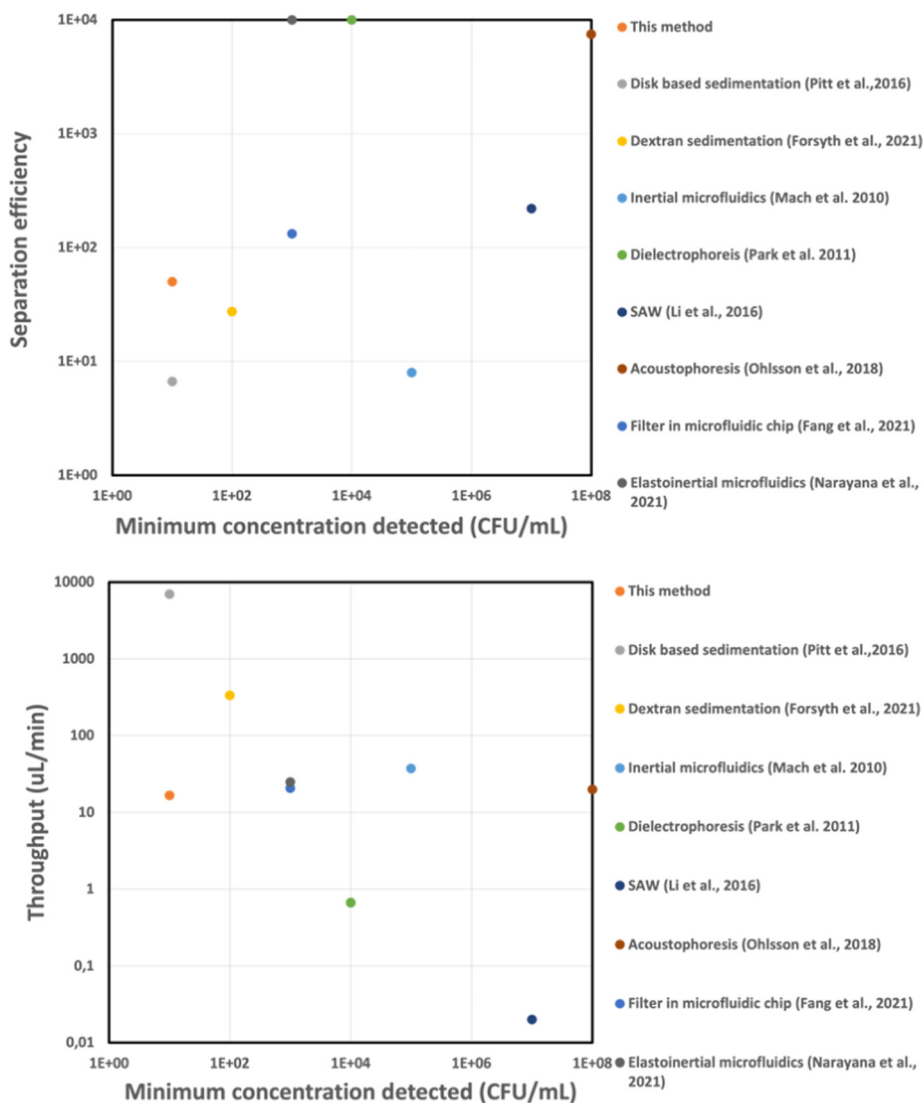 Separation efficiency
1E+04
1E+03
1E+02
1E+01
1E+00
1E+00 1E+02 1E+04 1E+06 1E+08
Minimum concentration detected (CFU/mL)
This method
Disk based sedimentation (Pitt et al.,2016)
Dextran sedimentation (Forsyth et al., 2021)
Inertial microfluidics (Mach et al. 2010)
Dielectrophoreis (Park et al. 2011)
SAW (Li et al., 2016)
Acoustophoresis (Ohlsson et al., 2018)
Filter in microfluidic chip (Fang et al., 2021)
Elastoinertial microfluidics (Narayana et al.,
2021)
Throughput (uL/min)
10000
1000
100
10
1
0,1
0,01
1E+00 1E+02 1E+04 1E+06 1E+08
Minimum concentration detected (CFU/mL)
This method
Disk based sedimentation (Pitt et al.,2016)
Dextran sedimentation (Forsyth et al., 2021)
Inertial microfluidics (Mach et al. 2010)
Dielectrophoresis (Park et al. 2011)
SAW (Li et al., 2016)
Acoustophoresis (Ohlsson et al., 2018)
Filter in microfluidic chip (Fang et al., 2021)
Elastoinertial microfluidics (Narayana et al.,
2021)